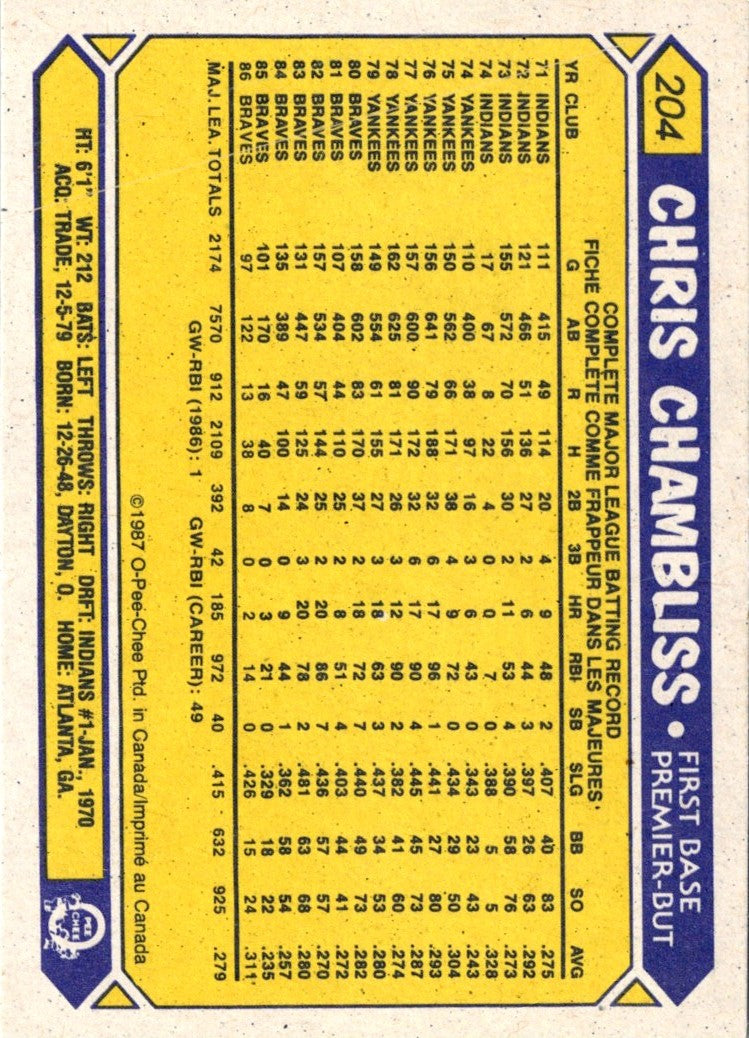 204
CHRIS CHAMBLISS • FIRST BASE
PREMIER-BUT
COMPLETE MAJOR LEAGUE BATTING RECORD
FICHE COMPLÈTE COMME FRAPPEUR DANS LES MAJEURES
YR CLUB G AB R H 2B 3B HR RBI SB SLG BB SO AVG
71 INDIANS 111 415 49 114 20 4 9 48 2 .407 40 83 .275
72 INDIANS 121 466 51 136 27 2 6 44 3 .397 26 63 .292
73 INDIANS 155 572 70 156 30 2 11 53 4 .390 58 76 .273
74 INDIANS 17 67 8 22 4 0 0 7 0 .388 5 5 .328
74 YANKEES 110 400 38 97 16 3 6 43 0 .343 23 43 .243
75 YANKEES 150 562 66 171 38 4 9 72 0 .434 29 50 .304
76 YANKEES 156 641 79 188 32 6 17 96 1 .441 27 80 .293
77 YANKEES 157 600 90 172 32 6 17 90 4 .445 45 73 .287
78 YANKEES 162 625 81 171 26 3 12 90 2 .382 41 60 .274
79 YANKEES 149 554 61 155 27 3 18 63 3 .437 34 53 .280
80 BRAVES 158 602 83 170 37 2 18 72 7 .440 49 73 .282
81 BRAVES 107 404 44 110 25 2 8 51 4 .403 44 41 .272
82 BRAVES 157 534 57 144 25 2 20 86 7 .436 57 57 .270
83 BRAVES 131 447 59 125 24 3 20 78 2 .481 63 68 .280
84 BRAVES 135 389 47 100 14 0 9 44 1 .362 58 54 .257
85 BRAVES 101 170 16 40 7 0 3 21 0 .329 18 22 .235
86 BRAVES 97 122 13 38 8 0 2 14 0 .426 15 24 .311
MAJ. LEA. TOTALS 2174 7570 912 2109 392 42 185 972 40 .415 632 925 .279
GW-RBI (1986): 1 GW-RBI (CAREER): 49
©1987 O-Pee-Chee Ptd. in Canada/Imprimé au Canada
HT: 6'1" WT: 212 BATS: LEFT THROWS: RIGHT DRFT: INDIANS #1-JAN., 1970
ACQ. TRADE, 12-5-79 BORN: 12-26-48, DAYTON, O. HOME: ATLANTA, GA.
O PEE CHEE